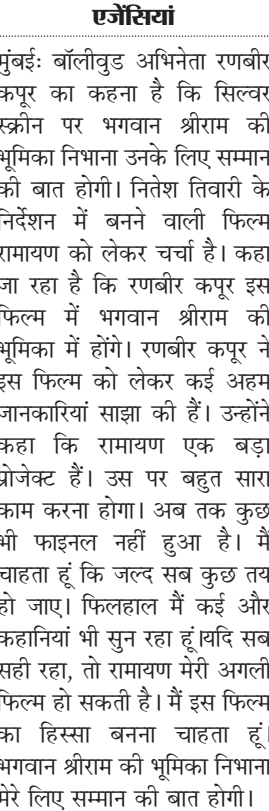 एजेंसियां
मुंबईः बॉलीवुड अभिनेता रणबीर
कपूर का कहना है कि सिल्वर
स्क्रीन पर भगवान श्रीराम की
भूमिका निभाना उनके लिए सम्मान
की बात होगी। नितेश तिवारी के
निर्देशन में बनने वाली फिल्म
रामायण को लेकर चर्चा है। कहा
जा रहा है कि रणबीर कपूर इस
फिल्म में भगवान श्रीराम की
भूमिका में होंगे। रणबीर कपूर ने
इस फिल्म को लेकर कई अहम
जानकारियां साझा की हैं। उन्होंने
कहा कि रामायण एक बड़ा
प्रोजेक्ट हैं। उस पर बहुत सारा
काम करना होगा। अब तक कुछ
भी फाइनल नहीं हुआ है। मैं
चाहता हूं कि जल्द सब कुछ तय
हो जाए। फिलहाल मैं कई और
कहानियां भी सुन रहा हूं।यदि सब
सही रहा, तो रामायण मेरी अगली
फिल्म हो सकती है। मैं इस फिल्म
का हिस्सा बनना चाहता हूं।
भगवान श्रीराम की भूमिका निभाना
मेरे लिए सम्मान की बात होगी।